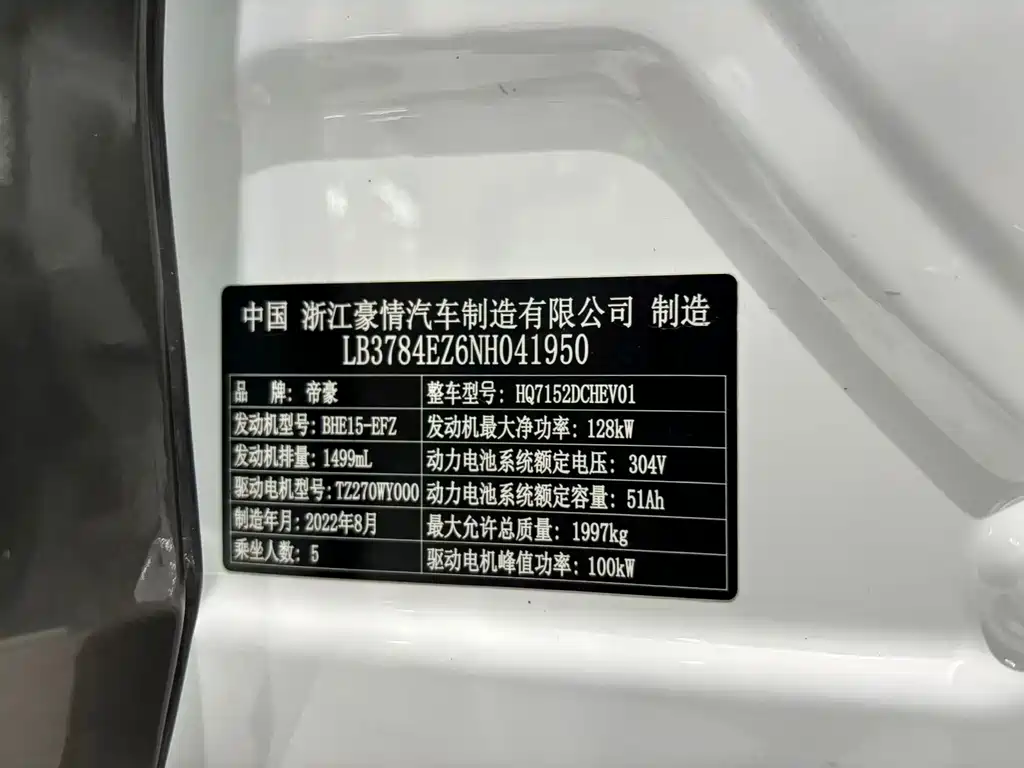 中国 浙江豪情汽车制造有限公司 制造
LB3784EZ6NH041950
品 牌: 帝豪 整车型号: HQ7152DCHEV01
发动机型号: BHE15-EFZ 发动机最大净功率: 128kW
发动机排量: 1499mL 动力电池系统额定电压: 304V
驱动电机型号: TZ270WY000 动力电池系统额定容量: 51Ah
制造年月: 2022年8月 最大允许总质量: 1997kg
乘坐人数: 5 驱动电机峰值功率: 100kW